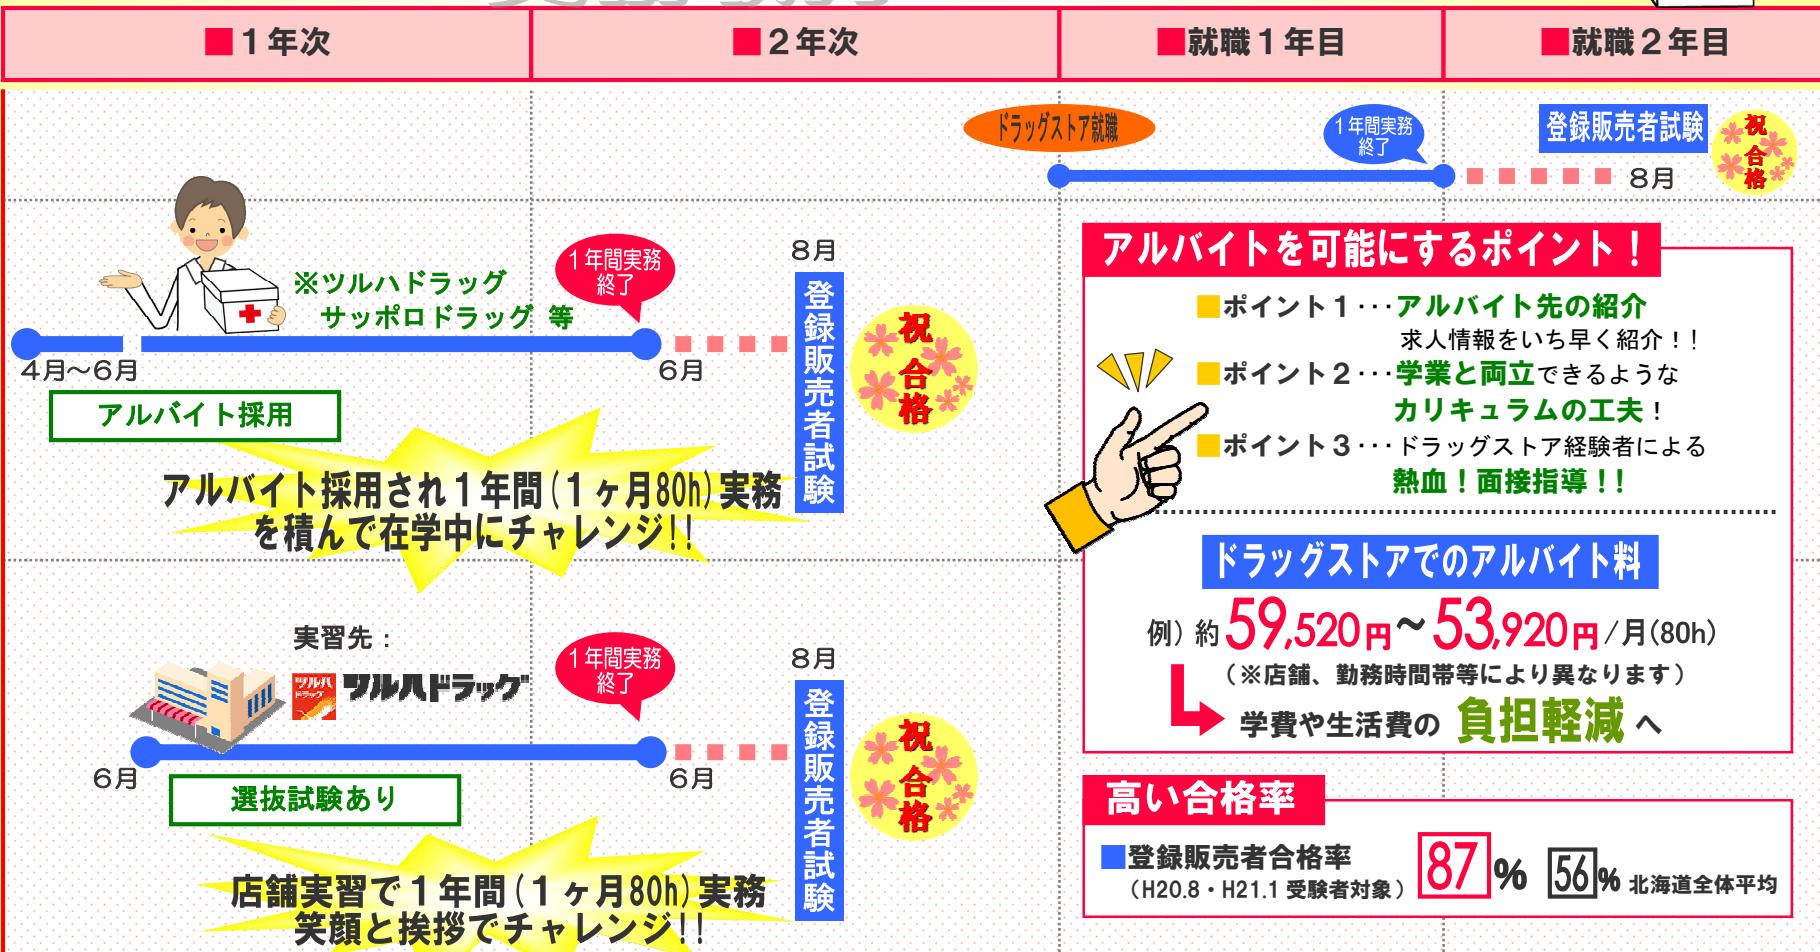 ■１年次
■２年次
■就職１年目
■就職２年目
ドラッグストア就職
１年間実務
終了
登録販売者試験
祝
合
格
８月
※ツルハドラッグ
サッポロドラッグ 等
１年間実務
終了
８月
登録販売者試験
祝
合
格
４月～６月
６月
アルバイト採用
アルバイト採用され１年間(１ヶ月80h)実務
を積んで在学中にチャレンジ!!
実習先：
ツルハ
ドラッグ
ツルハドラッグ
１年間実務
終了
８月
登録販売者試験
祝
合
格
６月
６月
選抜試験あり
店舗実習で１年間(１ヶ月80h)実務
笑顔と挨拶でチャレンジ!!
アルバイトを可能にするポイント！
■ポイント１･･･アルバイト先の紹介
求人情報をいち早く紹介！！
■ポイント２･･･学業と両立できるような
カリキュラムの工夫！
■ポイント３･･･ドラッグストア経験者による
熱血！面接指導！！
ドラッグストアでのアルバイト料
例）約59,520円～53,920円/月(80h)
（※店舗、勤務時間帯等により異なります）
学費や生活費の 負担軽減 へ
高い合格率
■登録販売者合格率
（H20.8・H21.1 受験者対象）
87%
56% 北海道全体平均